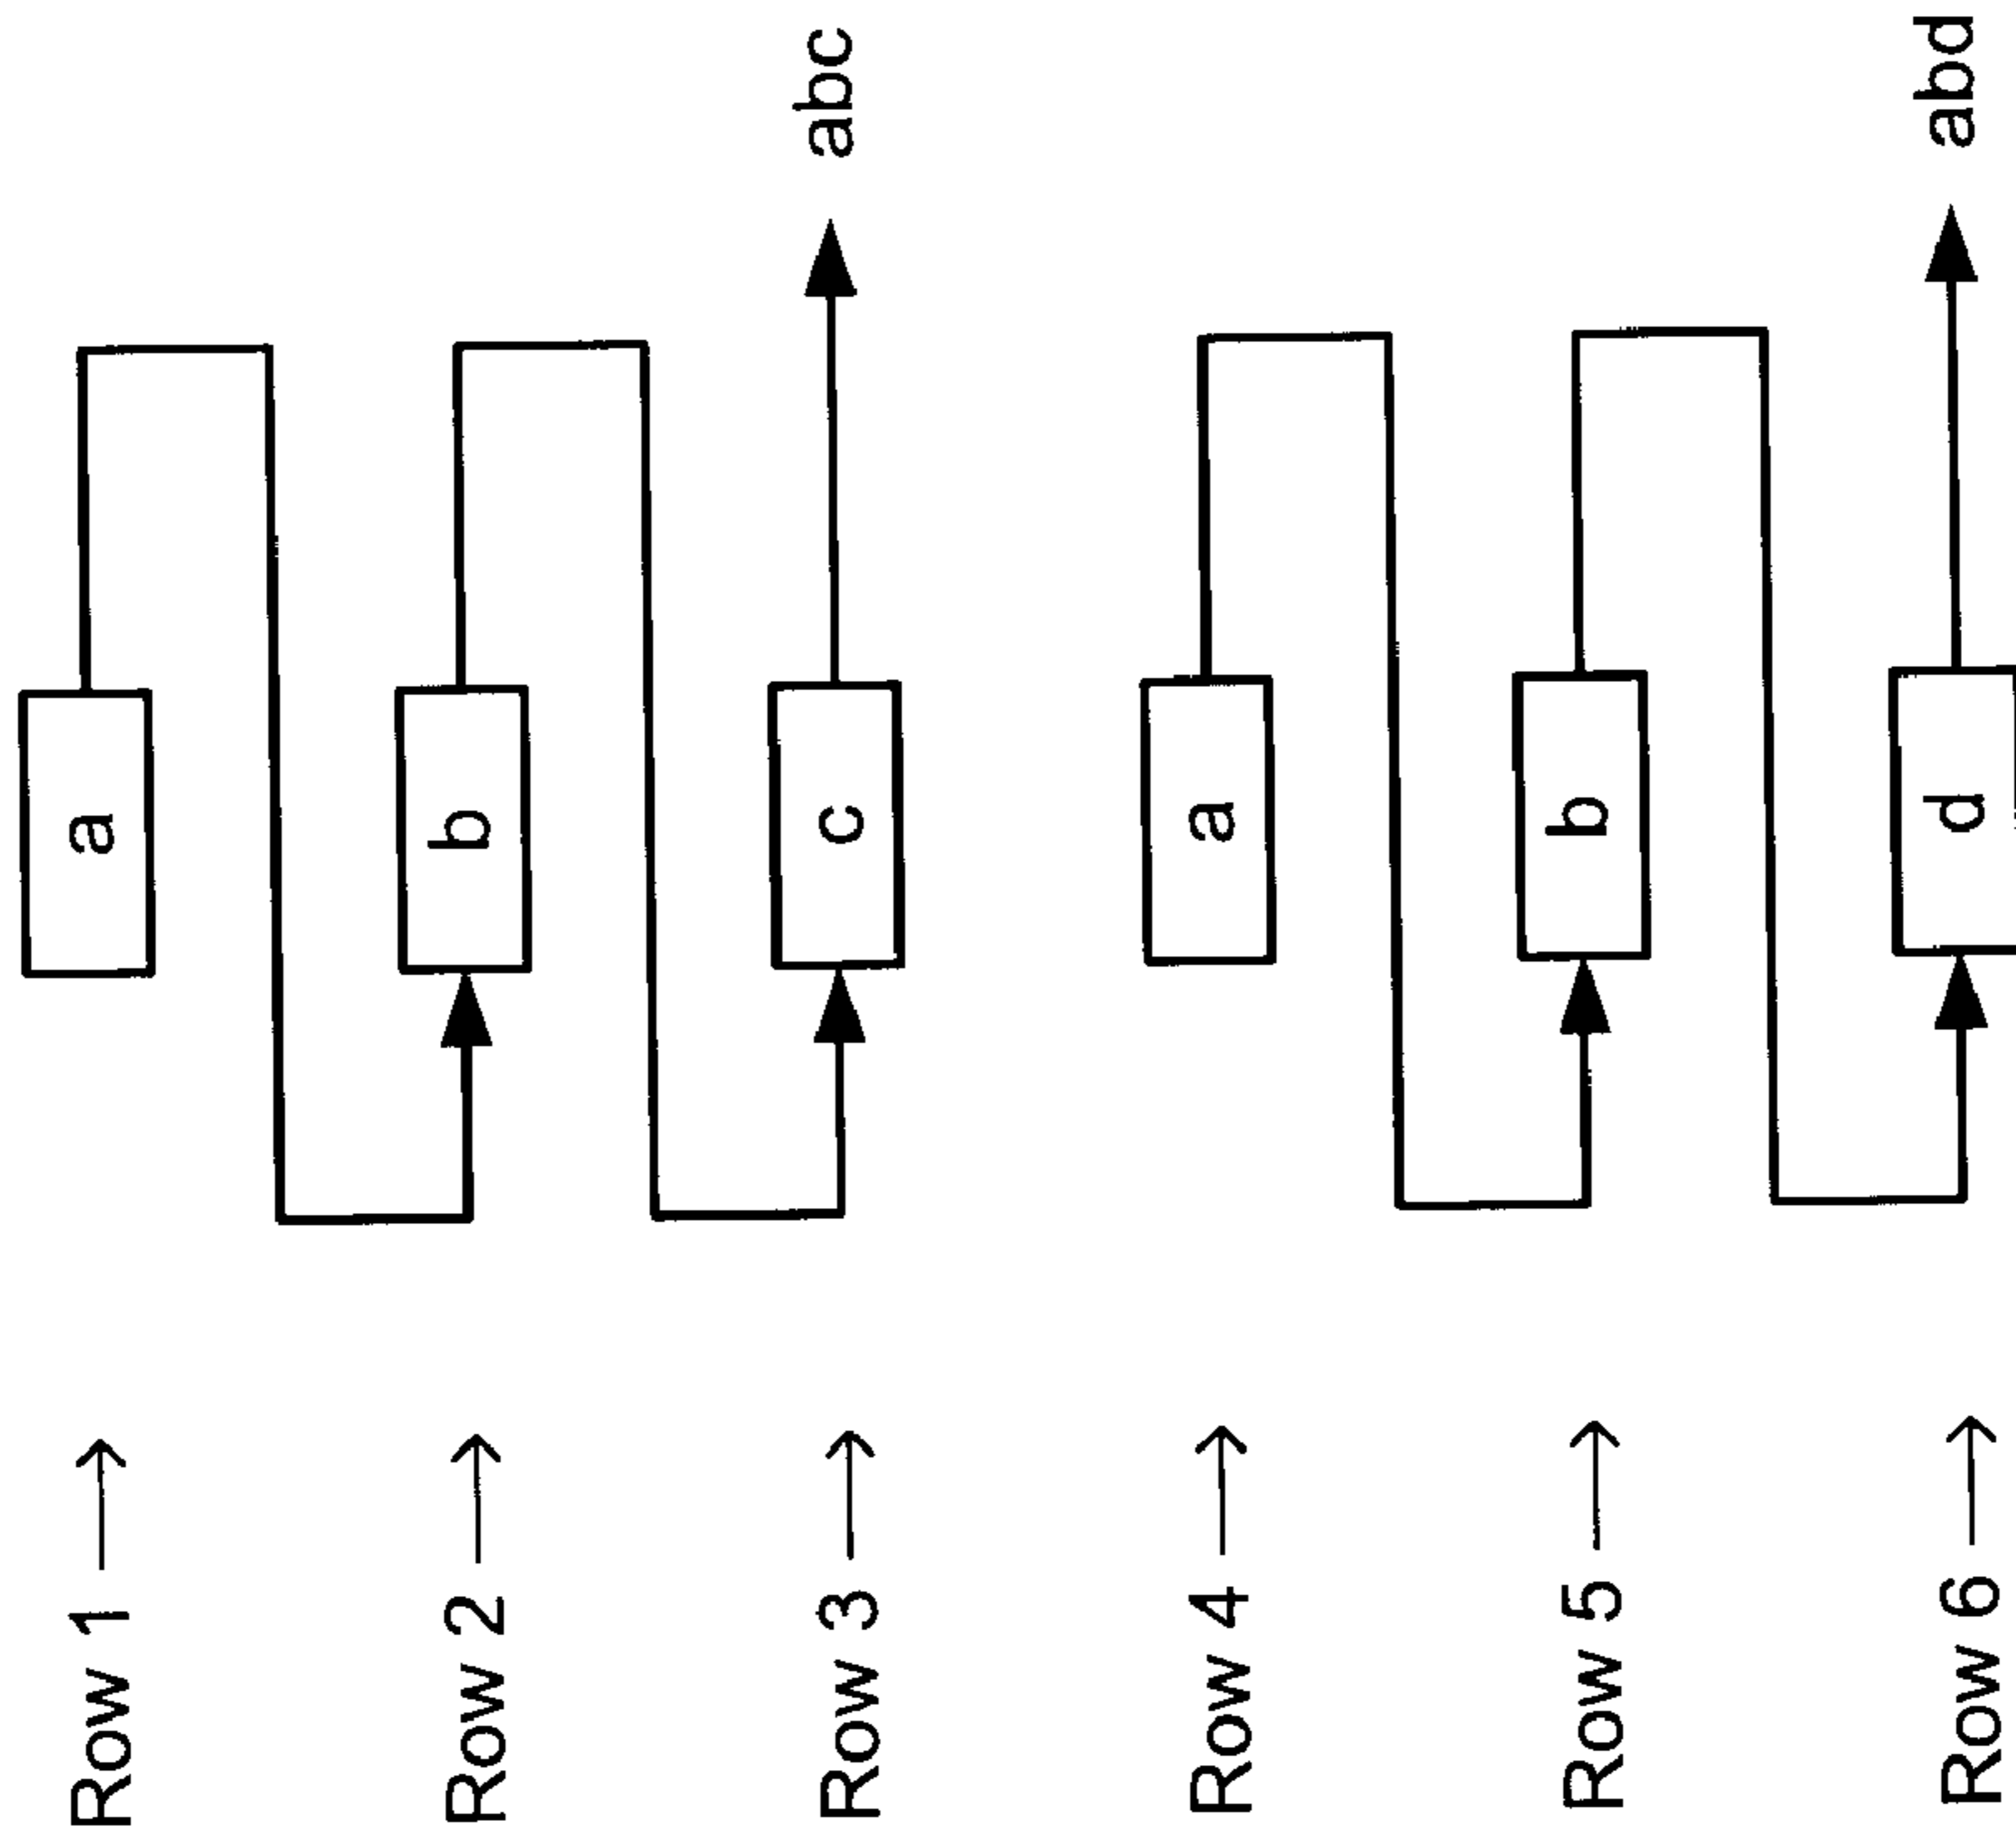 Row 1 → a
Row 2 → b
Row 3 → c abc
Row 4 → a
Row 5 → b
Row 6 → d abd